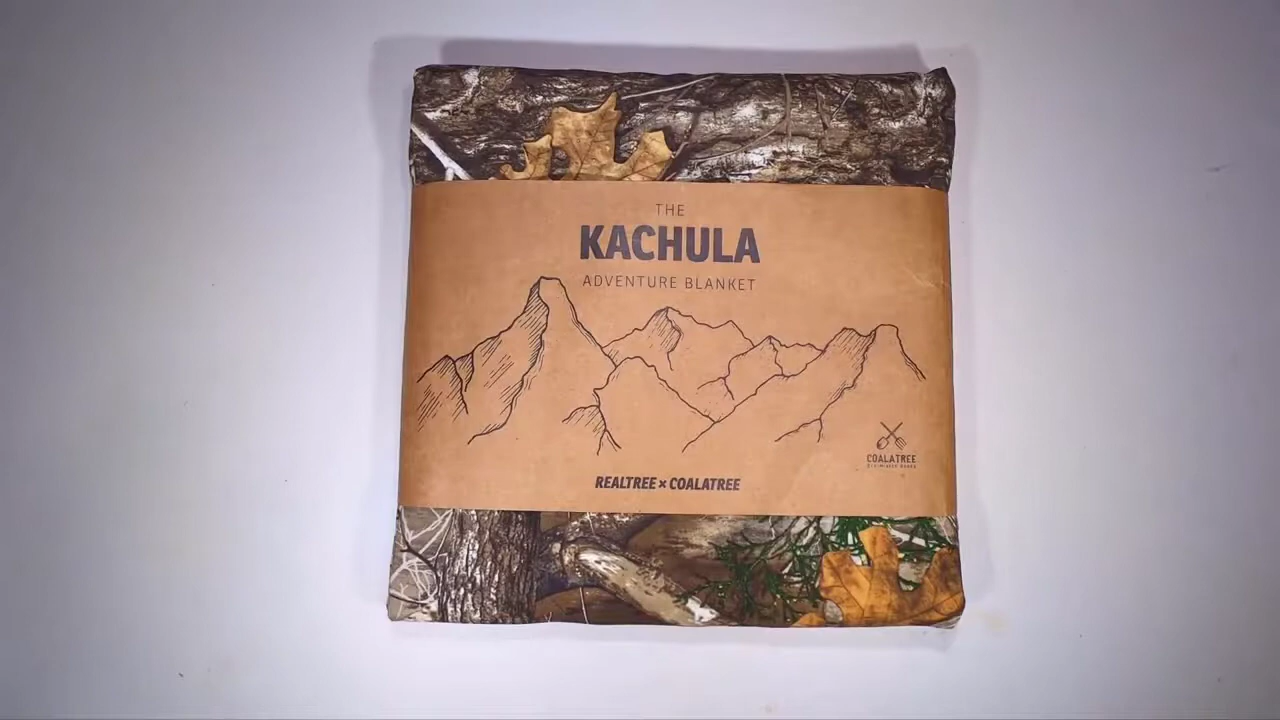 THE
KACHULA
ADVENTURE BLANKET
COALATREE
REALTREE × COALATREE